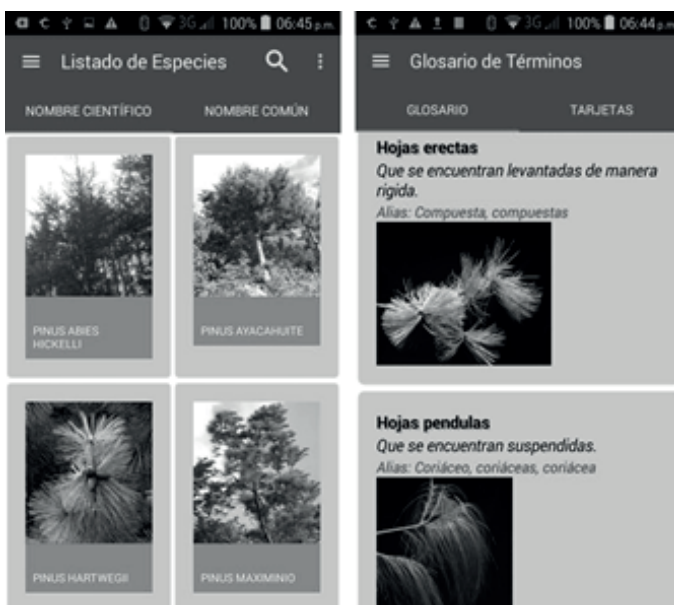 3G 100% 06:45 p.m.
Listado de Especies
NOMBRE CIENTÍFICO NOMBRE COMÚN
PINUS ABIES
HICKELLI
PINUS AYACAHUITE
PINUS HARTWEGII
PINUS MAXIMINIO
3G 100% 06:44 p.m
Glosario de Términos
GLOSARIO TARJETAS
Hojas erectas
Que se encuentran levantadas de manera
rigida.
Alias: Compuesta, compuestas
Hojas pendulas
Que se encuentran suspendidas.
Alias: Coriáceo, coriáceas, coriácea